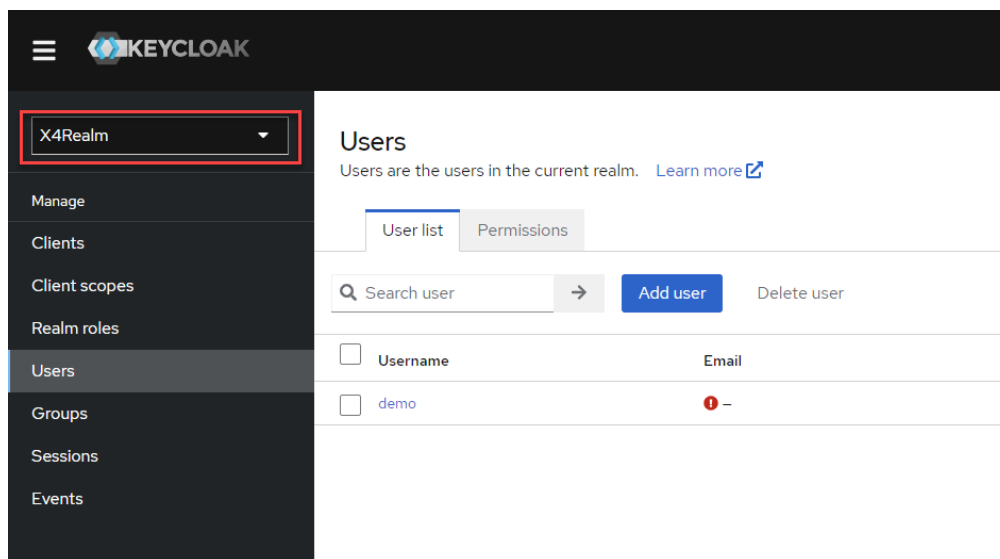 KEYCLOAK
X4Realm
Manage
Clients
Client scopes
Realm roles
Users
Groups
Sessions
Events
Users
Users are the users in the current realm. Learn more
User list Permissions
Search user Add user Delete user
Username Email
demo –